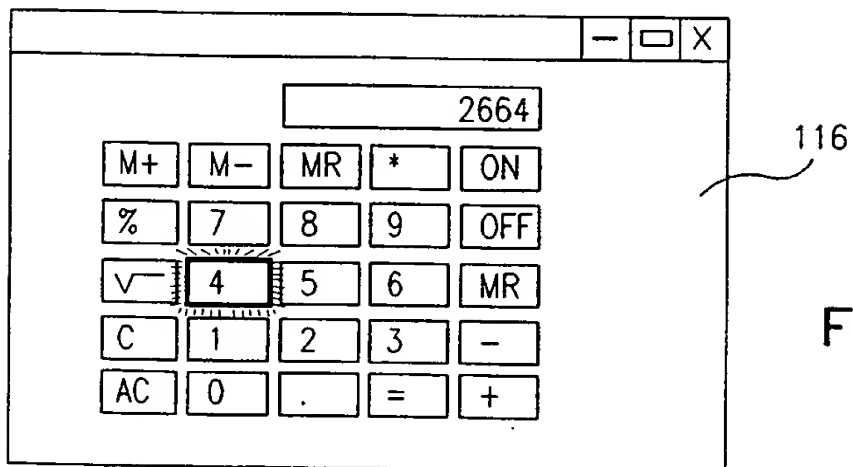 — ▭ X
2664
M+ M− MR * ON
116
% 7 8 9 OFF
√ 4 5 6 MR
F
C 1 2 3 −
AC 0 . = +